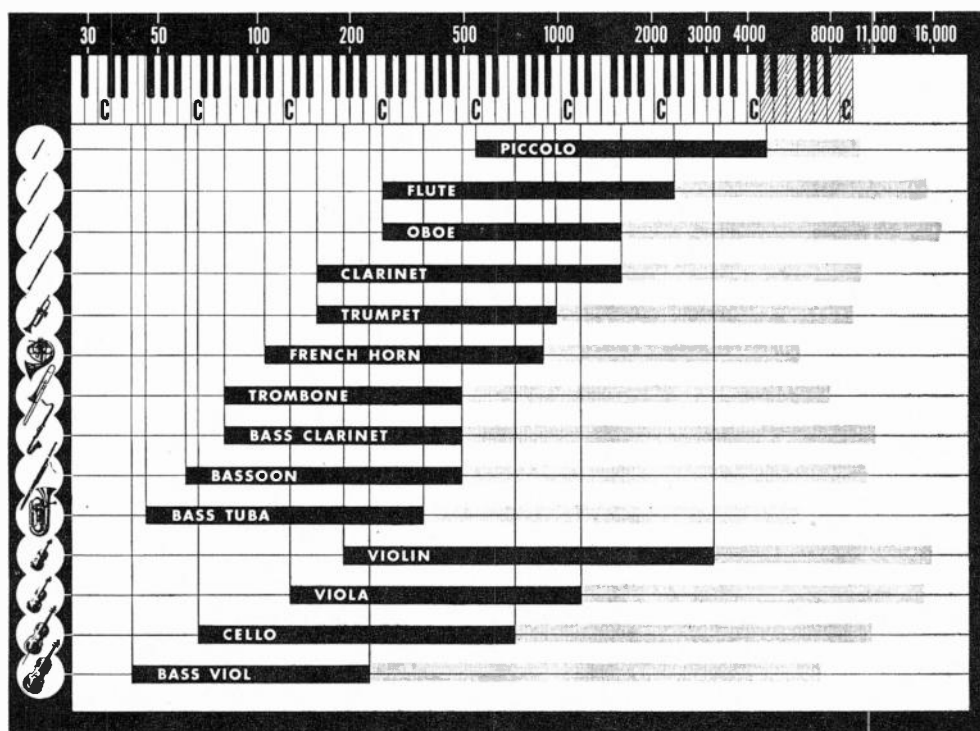 30 50 100 200 500 1000 2000 3000 4000 8000 11,000 16,000
C C C C C C C C C
PICCOLO
FLUTE
OBOE
CLARINET
TRUMPET
FRENCH HORN
TROMBONE
BASS CLARINET
BASSOON
BASS TUBA
VIOLIN
VIOLA
CELLO
BASS VIOL